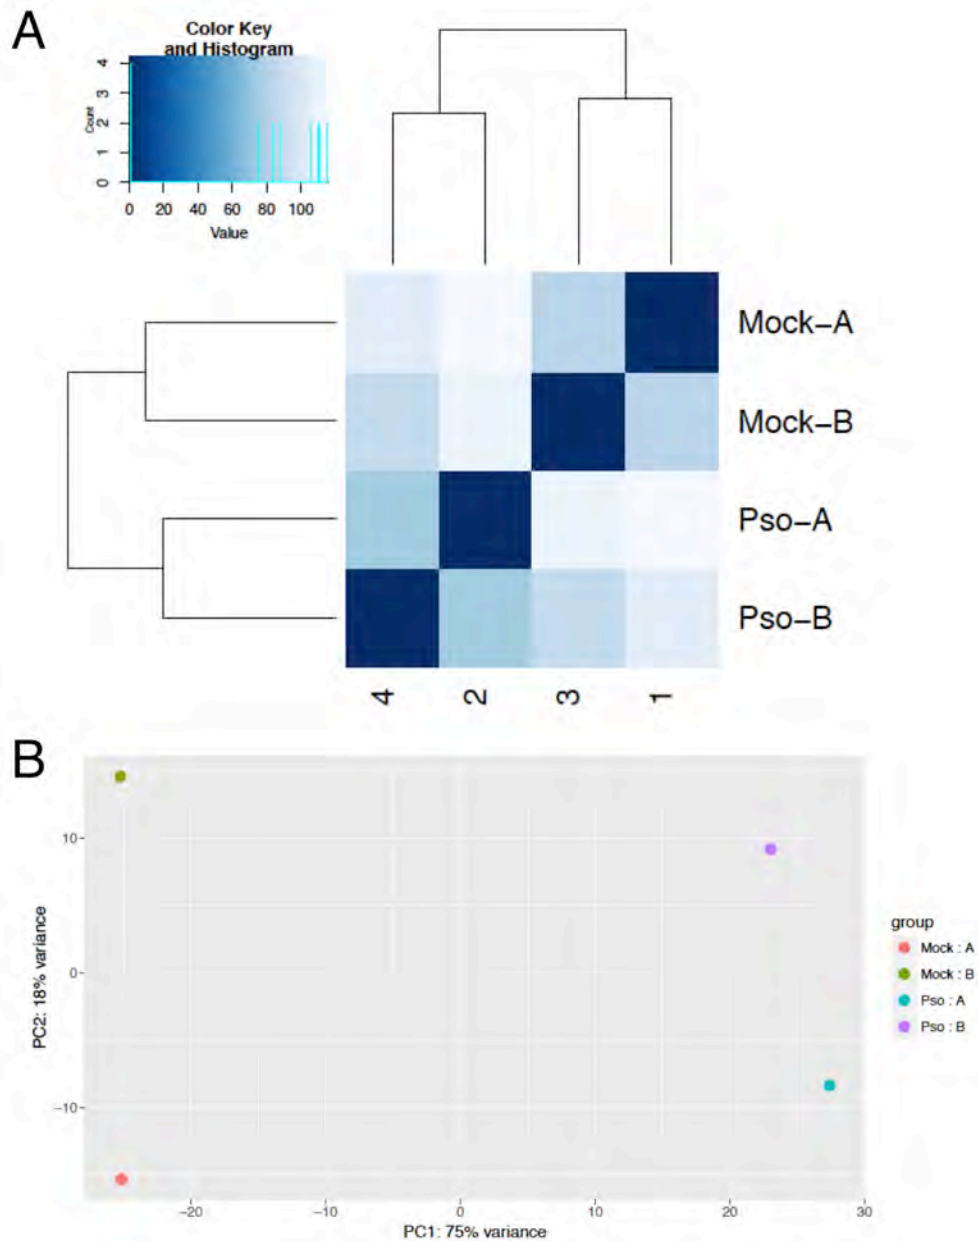 A
Color Key
and Histogram
Count
0 1 2 3 4
0 20 40 60 80 100
Value
Mock-A
Mock-B
Pso-A
Pso-B
4 2 3 1
B
PC2: 18% variance
10
0
-10
-20 -10 0 10 20 30
PC1: 75% variance
group
Mock : A
Mock : B
Pso : A
Pso : B